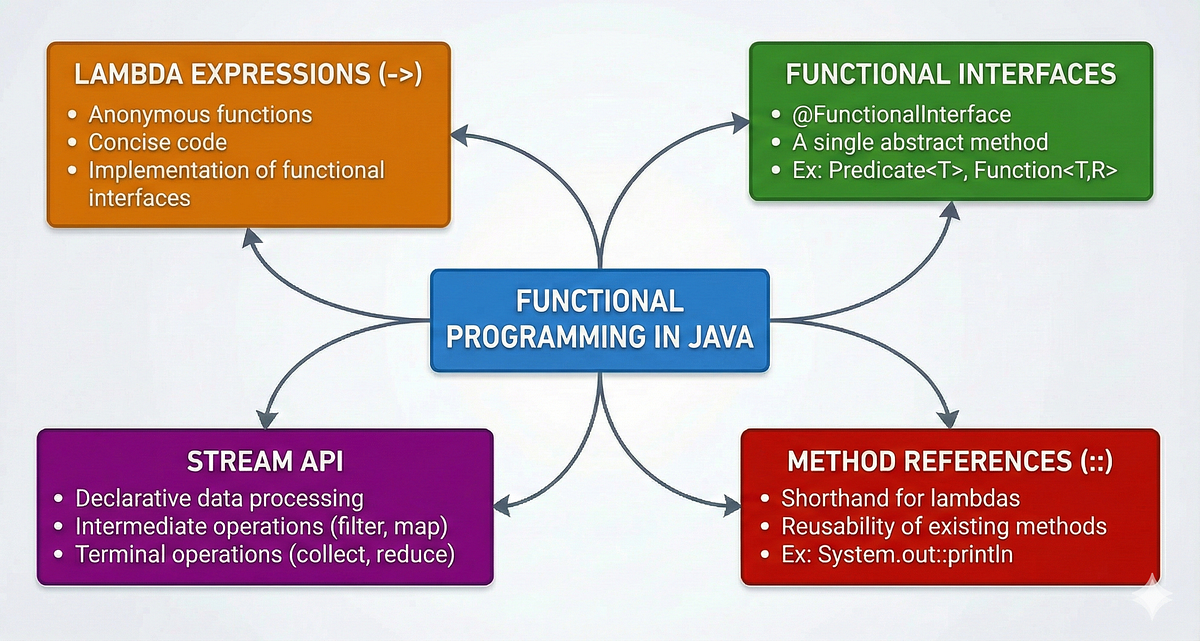 LAMBDA EXPRESSIONS (->)
• Anonymous functions
• Concise code
• Implementation of functional
interfaces
FUNCTIONAL INTERFACES
• @FunctionalInterface
• A single abstract method
• Ex: Predicate<T>, Function<T,R>
FUNCTIONAL
PROGRAMMING IN JAVA
STREAM API
• Declarative data processing
• Intermediate operations (filter, map)
• Terminal operations (collect, reduce)
METHOD REFERENCES (::)
• Shorthand for lambdas
• Reusability of existing methods
• Ex: System.out::println